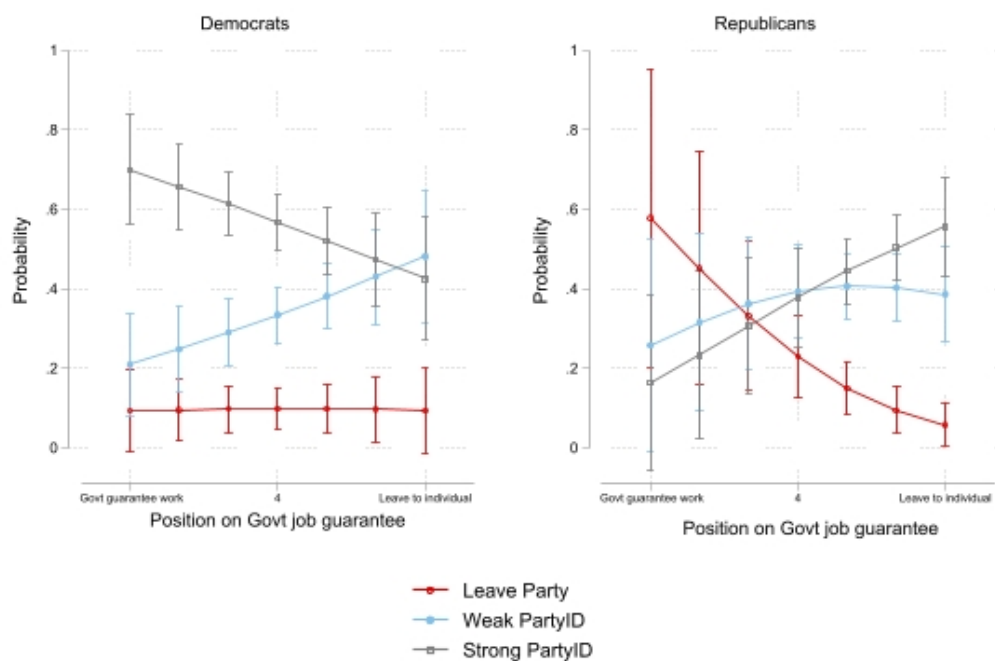 Democrats
Republicans
Probability
1
.8
.6
.4
.2
0
Govt guarantee work
4
Leave to individual
Position on Govt job guarantee
Probability
1
.8
.6
.4
.2
0
Govt guarantee work
4
Leave to individual
Position on Govt job guarantee
Leave Party
Weak PartyID
Strong PartyID